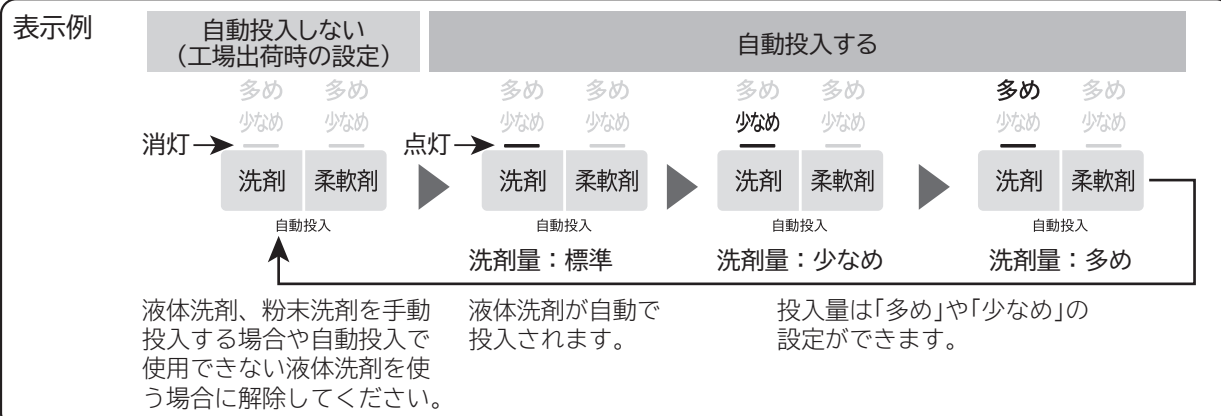 表示例
自動投入しない
（工場出荷時の設定）
自動投入する
多め 多め 多め 多め 多め 多め 多め 多め
少なめ 少なめ 少なめ 少なめ 少なめ 少なめ 少なめ 少なめ
消灯 点灯
洗剤 柔軟剤 洗剤 柔軟剤 洗剤 柔軟剤 洗剤 柔軟剤
自動投入 自動投入 自動投入 自動投入
洗剤量：標準 洗剤量：少なめ 洗剤量：多め
液体洗剤、粉末洗剤を手動
投入する場合や自動投入で
使用できない液体洗剤を使
う場合に解除してください。
液体洗剤が自動で
投入されます。
投入量は「多め」や「少なめ」の
設定ができます。